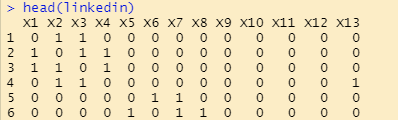 > head(linkedin)
X1 X2 X3 X4 X5 X6 X7 X8 X9 X10 X11 X12 X13
1 0 1 1 0 0 0 0 0 0 0 0 0 0
2 1 0 1 1 0 0 0 0 0 0 0 0 0
3 1 1 0 1 0 0 0 0 0 0 0 0 0
4 0 1 1 0 0 0 0 0 0 0 0 0 1
5 0 0 0 0 0 1 1 0 0 0 0 0 0
6 0 0 0 0 1 0 1 1 0 0 0 0 0